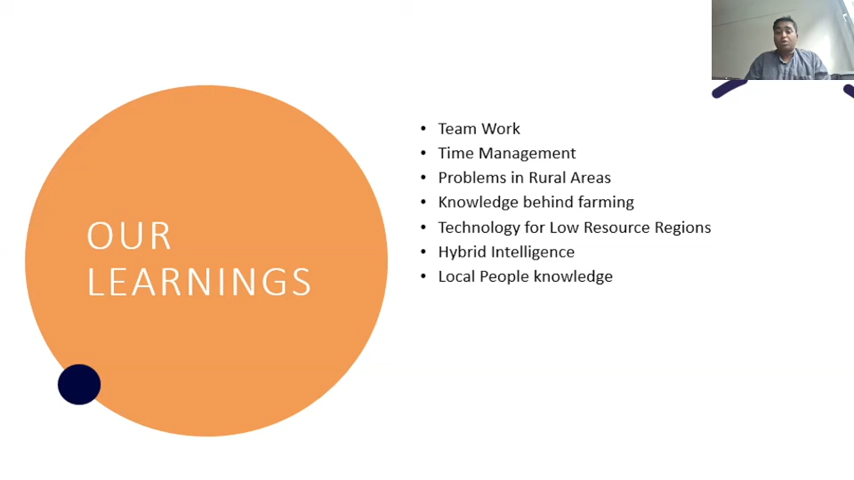 OUR
LEARNINGS
• Team Work
• Time Management
• Problems in Rural Areas
• Knowledge behind farming
• Technology for Low Resource Regions
• Hybrid Intelligence
• Local People knowledge